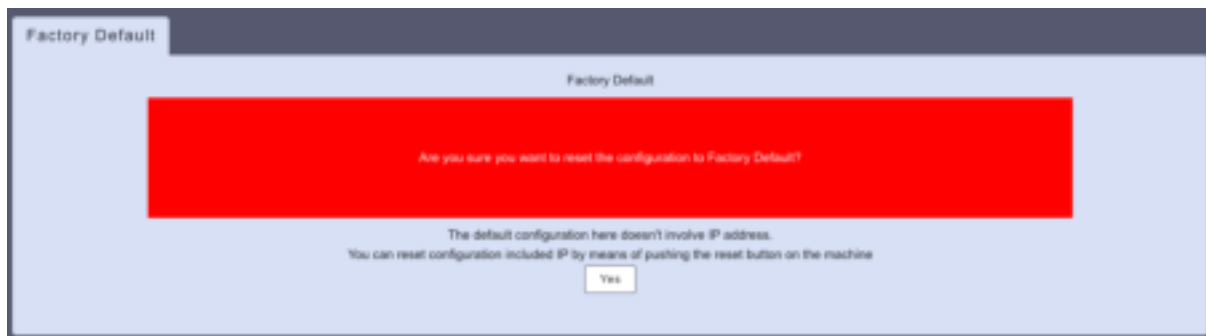 Factory Default
Factory Default
Are you sure you want to reset the configuration to Factory Default?
The default configuration here doesn't involve IP address.
You can reset configuration included IP by means of pushing the reset button on the machine
Yes